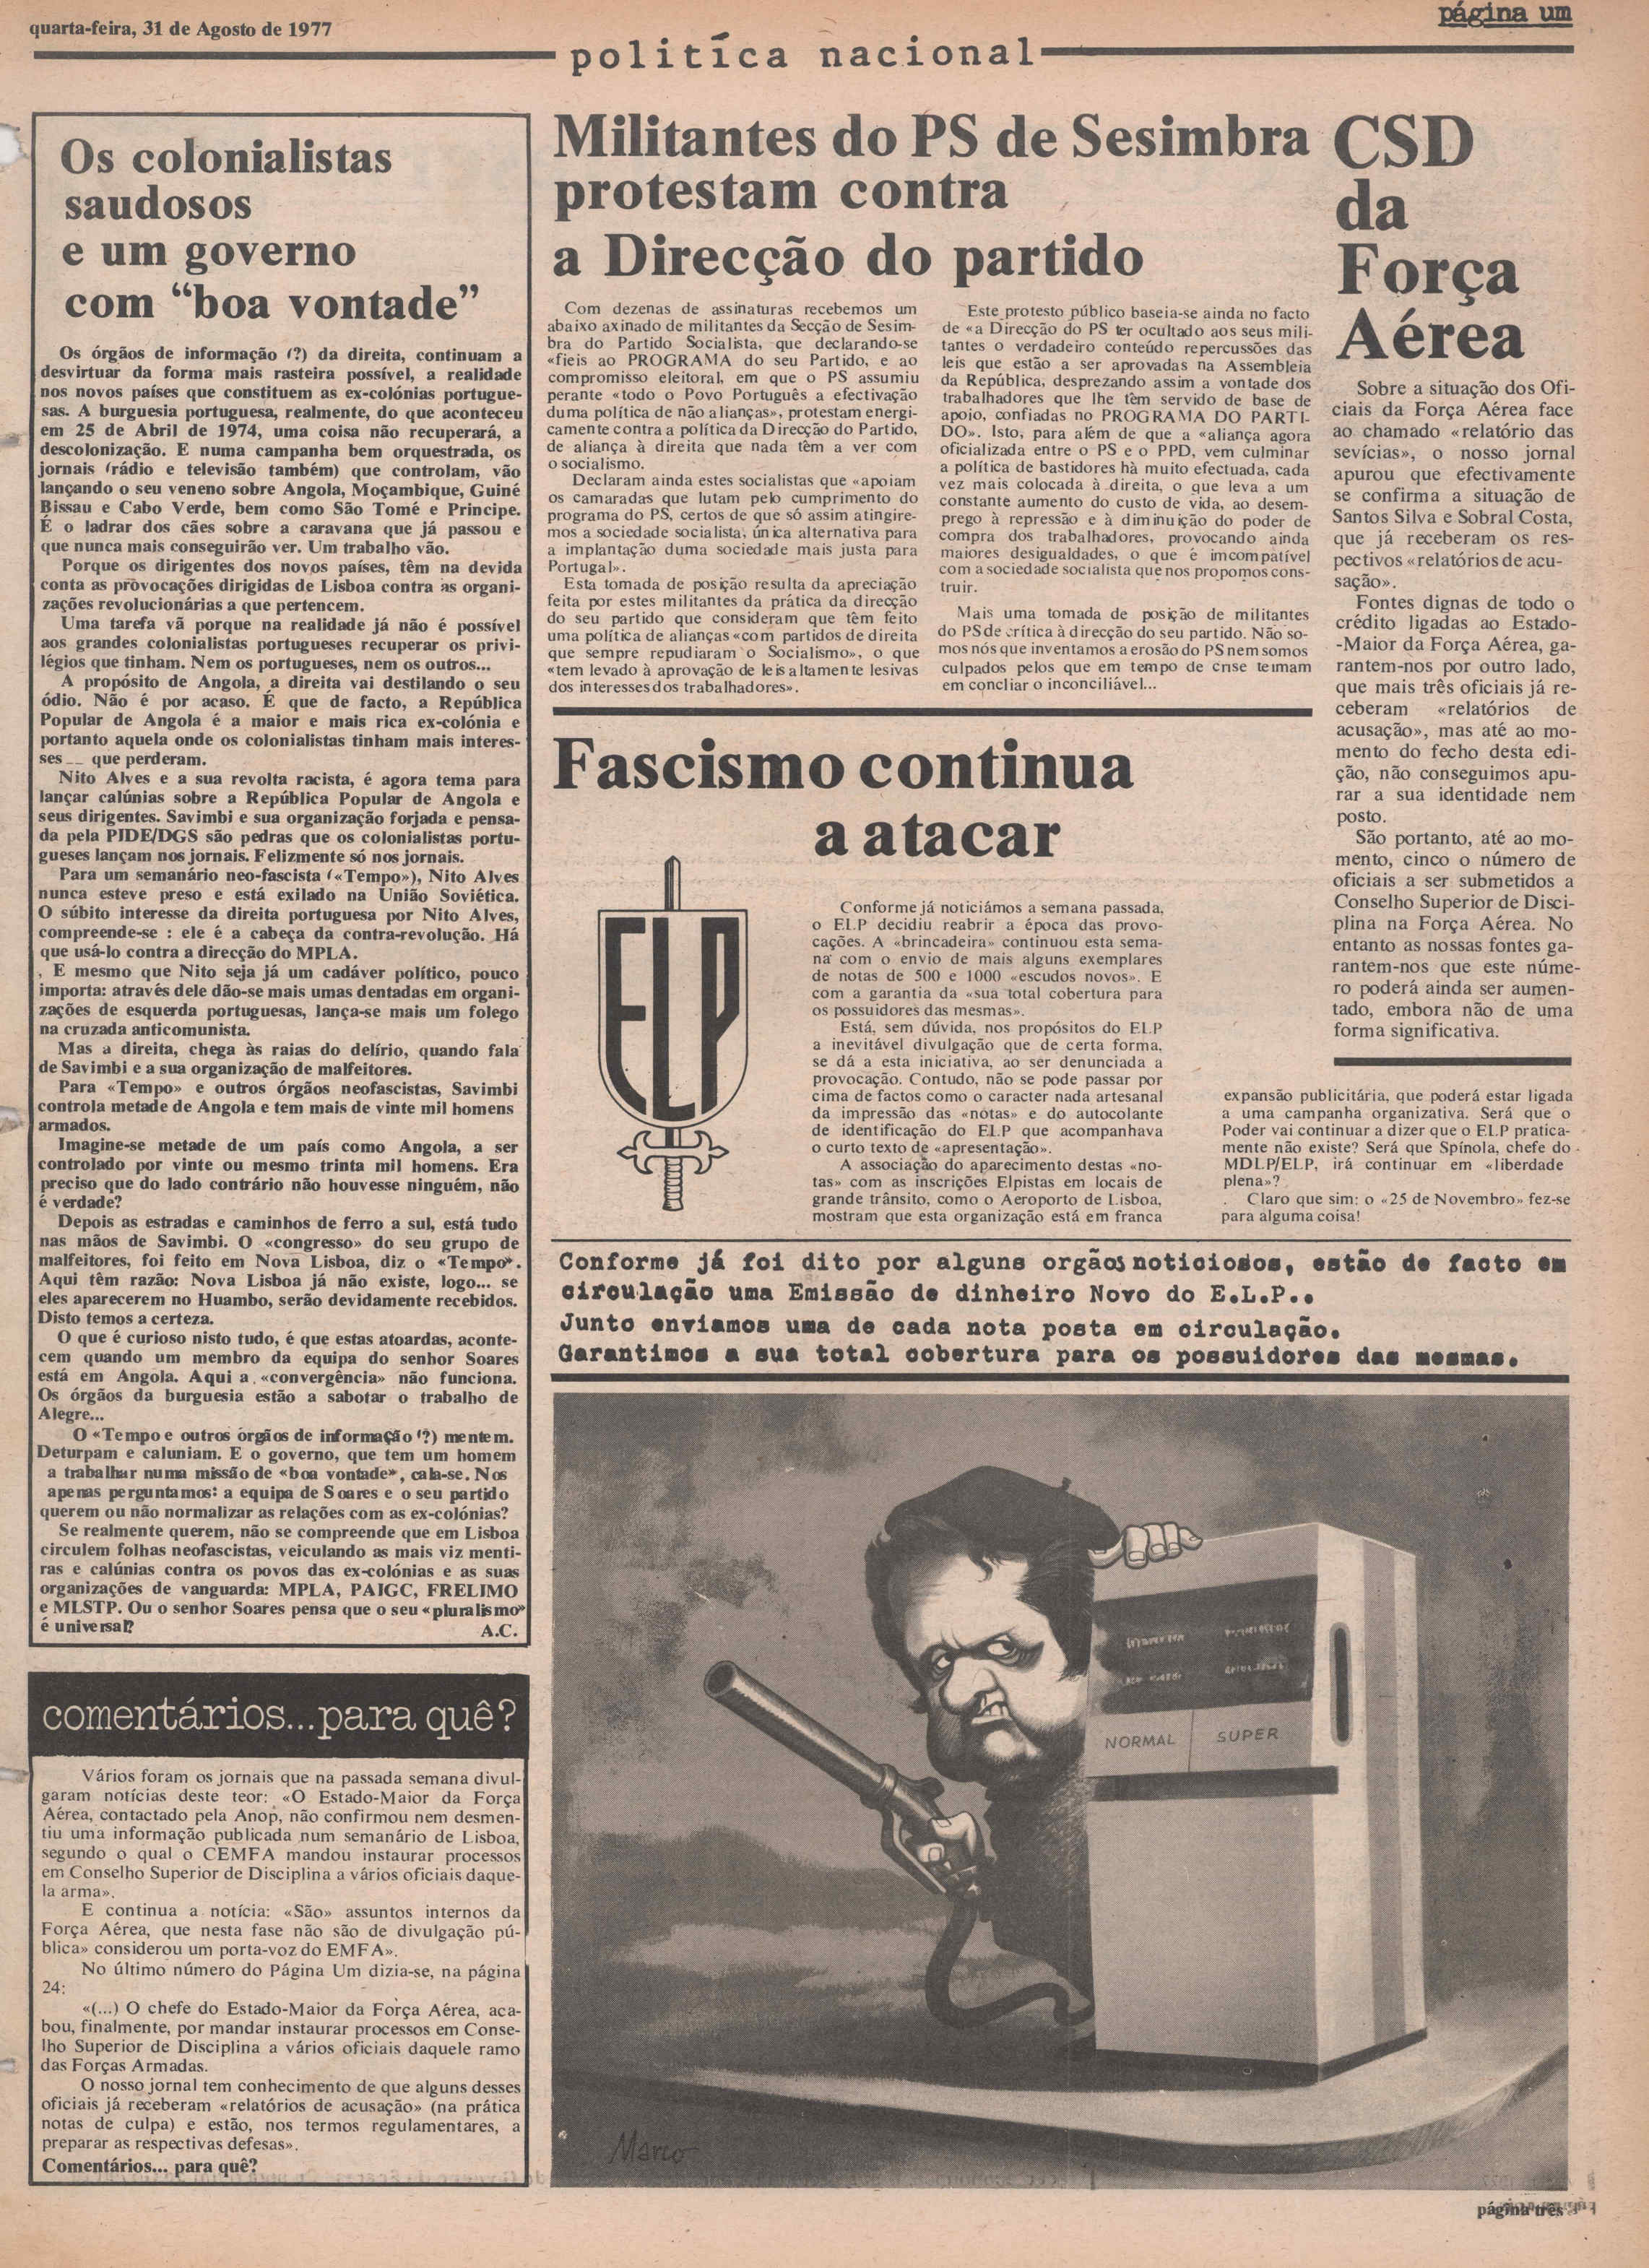 quarta-feira, 31 de Agosto de 1977
página um
política nacional
Os colonialistas
saudosos
e um governo
com “boa vontade”
Os órgãos de informação (?) da direita, continuam a
desvirtuar da forma mais rasteira possível, a realidade
nos novos países que constituem as ex-colónias portugue-
sas. A burguesia portuguesa, realmente, do que aconteceu
em 25 de Abril de 1974, uma coisa não recuperará, a
descolonização. E numa campanha bem orquestrada, os
jornais (rádio e televisão também) que controlam, vão
lançando o seu veneno sobre Angola, Moçambique, Guiné
Bissau e Cabo Verde, bem como São Tomé e Principe.
É o ladrar dos cães sobre a caravana que já passou e
que nunca mais conseguirão ver. Um trabalho vão.
Porque os dirigentes dos novos países, têm na devida
conta as provocações dirigidas de Lisboa contra as organi-
zações revolucionárias a que pertencem.
Uma tarefa vã porque na realidade já não é possível
aos grandes colonialistas portugueses recuperar os privi-
légios que tinham. Nem os portugueses, nem os outros...
A propósito de Angola, a direita vai destilando o seu
ódio. Não é por acaso. É que de facto, a República
Popular de Angola é a maior e mais rica ex-colónia e
portanto aquela onde os colonialistas tinham mais interes-
ses __ que perderam.
Nito Alves e a sua revolta racista, é agora tema para
lançar calúnias sobre a República Popular de Angola e
seus dirigentes. Savimbi e sua organização forjada e pensa-
da pela PIDE/DGS são pedras que os colonialistas portu-
gueses lançam nos jornais. Felizmente só nos jornais.
Para um semanário neo-fascista («Tempo»), Nito Alves
nunca esteve preso e está exilado na União Soviética.
O súbito interesse da direita portuguesa por Nito Alves,
compreende-se : ele é a cabeça da contra-revolução. Há
que usá-lo contra a direcção do MPLA.
E mesmo que Nito seja já um cadáver político, pouco
importa: através dele dão-se mais umas dentadas em organi-
zações de esquerda portuguesas, lança-se mais um folego
na cruzada anticomunista.
Mas a direita, chega às raias do delírio, quando fala
de Savimbi e a sua organização de malfeitores.
Para «Tempo» e outros órgãos neofascistas, Savimbi
controla metade de Angola e tem mais de vinte mil homens
armados.
Imagine-se metade de um país como Angola, a ser
controlado por vinte ou mesmo trinta mil homens. Era
preciso que do lado contrário não houvesse ninguém, não
é verdade?
Depois as estradas e caminhos de ferro a sul, está tudo
nas mãos de Savimbi. O «congresso» do seu grupo de
malfeitores, foi feito em Nova Lisboa, diz o «Tempo».
Aqui têm razão: Nova Lisboa já não existe, logo... se
eles aparecerem no Huambo, serão devidamente recebidos.
Disto temos a certeza.
O que é curioso nisto tudo, é que estas atoardas, aconte-
cem quando um membro da equipa do senhor Soares
está em Angola. Aqui a «convergência» não funciona.
Os órgãos da burguesia estão a sabotar o trabalho de
Alegre...
O «Tempo e outros órgãos de informação (?) mentem.
Deturpam e caluniam. E o governo, que tem um homem
a trabalhar numa missão de «boa vontade», cala-se. Nos
apenas perguntamos: a equipa de Soares e o seu partido
querem ou não normalizar as relações com as ex-colónias?
Se realmente querem, não se compreende que em Lisboa
circulem folhas neofascistas, veiculando as mais viz menti-
ras e calúnias contra os povos das ex-colónias e as suas
organizações de vanguarda: MPLA, PAIGC, FRELIMO
e MLSTP. Ou o senhor Soares pensa que o seu «pluralismo»
é universal?
A.C.
comentários...para quê?
Vários foram os jornais que na passada semana divul-
garam notícias deste teor: «O Estado-Maior da Força
Aérea, contactado pela Anop, não confirmou nem desmen-
tiu uma informação publicada num semanário de Lisboa,
segundo o qual o CEMFA mandou instaurar processos
em Conselho Superior de Disciplina a vários oficiais daque-
la arma».
E continua a notícia: «São» assuntos internos da
Força Aérea, que nesta fase não são de divulgação pú-
blica» considerou um porta-voz do EMFA».
No último número do Página Um dizia-se, na página
24:
«(...) O chefe do Estado-Maior da Força Aérea, aca-
bou, finalmente, por mandar instaurar processos em Conse-
lho Superior de Disciplina a vários oficiais daquele ramo
das Forças Armadas.
O nosso jornal tem conhecimento de que alguns desses
oficiais já receberam «relatórios de acusação» (na prática
notas de culpa) e estão, nos termos regulamentares, a
preparar as respectivas defesas».
Comentários... para quê?
Militantes do PS de Sesimbra
protestam contra
a Direcção do partido
Com dezenas de assinaturas recebemos um
abaixo axinado de militantes da Secção de Sesim-
bra do Partido Socialista, que declarando-se
«fieis ao PROGRAMA do seu Partido, e ao
compromisso eleitoral, em que o PS assumiu
perante «todo o Povo Português a efectivação
duma política de não alianças», protestam energi-
camente contra a política da Direcção do Partido,
de aliança à direita que nada têm a ver com
o socialismo.
Declaram ainda estes socialistas que «apoiam
os camaradas que lutam pelo cumprimento do
programa do PS, certos de que só assim atingire-
mos a sociedade socialista, única alternativa para
a implantação duma sociedade mais justa para
Portugal».
Esta tomada de posição resulta da apreciação
feita por estes militantes da prática da direcção
do seu partido que consideram que têm feito
uma política de alianças «com partidos de direita
que sempre repudiaram o Socialismo», o que
«tem levado à aprovação de leis altamente lesivas
dos interesses dos trabalhadores».
Este protesto público baseia-se ainda no facto
de «a Direcção do PS ter ocultado aos seus mili-
tantes o verdadeiro conteúdo repercussões das
leis que estão a ser aprovadas na Assembleia
da República, desprezando assim a vontade dos
trabalhadores que lhe têm servido de base de
apoio, confiadas no PROGRAMA DO PARTI-
DO». Isto, para além de que a «aliança agora
oficializada entre o PS e o PPD, vem culminar
a política de bastidores hà muito efectuada, cada
vez mais colocada à direita, o que leva a um
constante aumento do custo de vida, ao desem-
prego à repressão e à diminuição do poder de
compra dos trabalhadores, provocando ainda
maiores desigualdades, o que é imcompatível
com a sociedade socialista que nos propomos cons-
truir.
Mais uma tomada de posição de militantes
do PS de crítica à direcção do seu partido. Não so-
mos nós que inventamos a erosão do PS nem somos
culpados pelos que em tempo de crise teimam
em concliar o inconciliável...
CSD
da
Força
Aérea
Sobre a situação dos Ofi-
ciais da Força Aérea face
ao chamado «relatório das
sevícias», o nosso jornal
apurou que efectivamente
se confirma a situação de
Santos Silva e Sobral Costa,
que já receberam os res-
pectivos «relatórios de acu-
sação».
Fontes dignas de todo o
crédito ligadas ao Estado-
-Maior da Força Aérea, ga-
rantem-nos por outro lado,
que mais três oficiais já re-
ceberam «relatórios de
acusação», mas até ao mo-
mento do fecho desta edi-
ção, não conseguimos apu-
rar a sua identidade nem
posto.
São portanto, até ao mo-
mento, cinco o número de
oficiais a ser submetidos a
Conselho Superior de Disci-
plina na Força Aérea. No
entanto as nossas fontes ga-
rantem-nos que este núme-
ro poderá ainda ser aumen-
tado, embora não de uma
forma significativa.
Fascismo continua
a atacar
ELP
Conforme já noticiámos a semana passada,
o ELP decidiu reabrir a época das provo-
cações. A «brincadeira» continuou esta sema-
na com o envio de mais alguns exemplares
de notas de 500 e 1000 «escudos novos». E
com a garantia da «sua total cobertura para
os possuidores das mesmas».
Está, sem dúvida, nos propósitos do ELP
a inevitável divulgação que de certa forma,
se dá a esta iniciativa, ao ser denunciada a
provocação. Contudo, não se pode passar por
cima de factos como o caracter nada artesanal
da impressão das «notas» e do autocolante
de identificação do ELP que acompanhava
o curto texto de «apresentação».
A associação do aparecimento destas «no-
tas» com as inscrições Elpistas em locais de
grande trânsito, como o Aeroporto de Lisboa,
mostram que esta organização está em franca
expansão publicitária, que poderá estar ligada
a uma campanha organizativa. Será que o
Poder vai continuar a dizer que o ELP pratica-
mente não existe? Será que Spínola, chefe do
MDLP/ELP, irá continuar em «liberdade
plena»?
Claro que sim: o «25 de Novembro» fez-se
para alguma coisa!
Conforme já foi dito por alguns orgãos noticiosos, estão de facto em
circulação uma Emissão de dinheiro Novo do E.L.P..
Junto enviamos uma de cada nota posta em circulação.
Garantimos a sua total cobertura para os possuidores das mesmas.
NORMAL
SUPER
Marco
página três